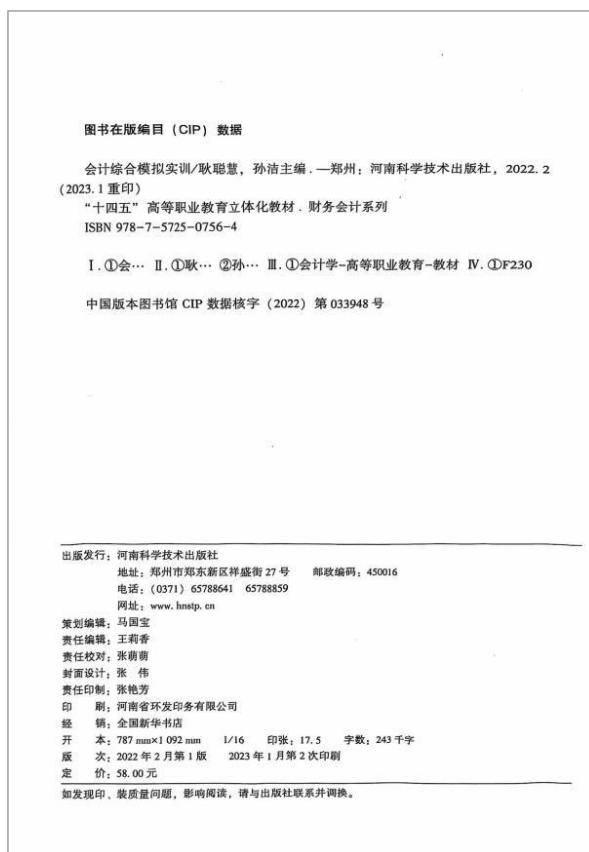 图书在版编目（CIP）数据
会计综合模拟实训/耿聪慧，孙洁主编．—郑州：河南科学技术出版社，2022.2
(2023.1重印)
“十四五”高等职业教育立体化教材．财务会计系列
ISBN 978-7-5725-0756-4
Ⅰ.①会… Ⅱ.①耿… ②孙… Ⅲ.①会计学-高等职业教育-教材 Ⅳ.①F230
中国版本图书馆 CIP 数据核字（2022）第 033948 号
出版发行：河南科学技术出版社
地址：郑州市郑东新区祥盛街 27 号 邮政编码：450016
电话：(0371) 65788641 65788859
网址：www.hnstp.cn
策划编辑：马国宝
责任编辑：王莉香
责任校对：张萌萌
封面设计：张 伟
责任印制：张艳芳
印 刷：河南省环发印务有限公司
经 销：全国新华书店
开 本：787 mm×1 092 mm 1/16 印张：17.5 字数：243 千字
版 次：2022 年 2 月第 1 版 2023 年 1 月第 2 次印刷
定 价：58.00 元
如发现印、装质量问题，影响阅读，请与出版社联系并调换。